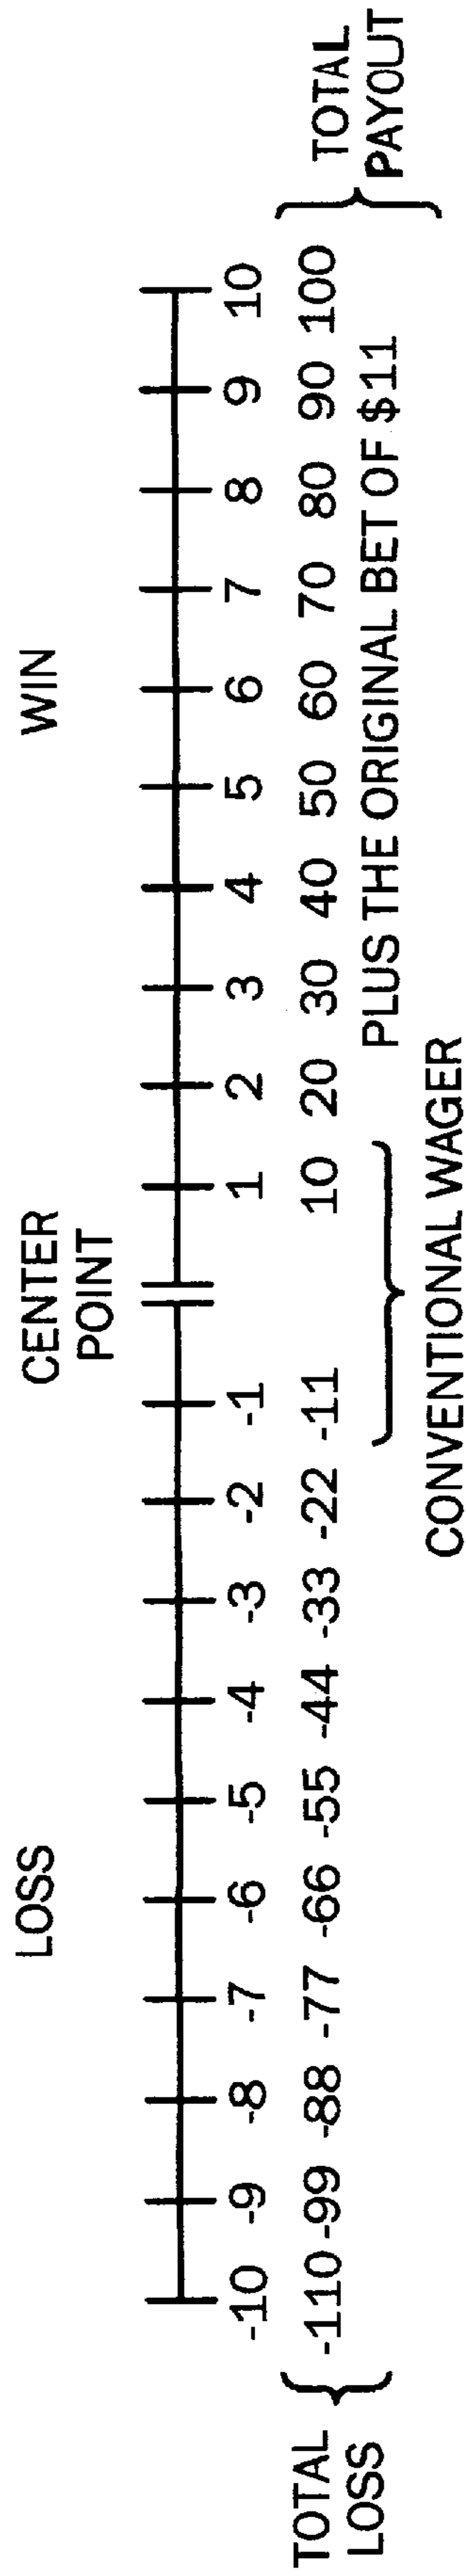 LOSS
CENTER
POINT
WIN
-10 -9 -8 -7 -6 -5 -4 -3 -2 -1 1 2 3 4 5 6 7 8 9 10
TOTAL
LOSS
-110 -99 -88 -77 -66 -55 -44 -33 -22 -11 10 20 30 40 50 60 70 80 90 100
PLUS THE ORIGINAL BET OF $11
TOTAL
PAYOUT
CONVENTIONAL WAGER